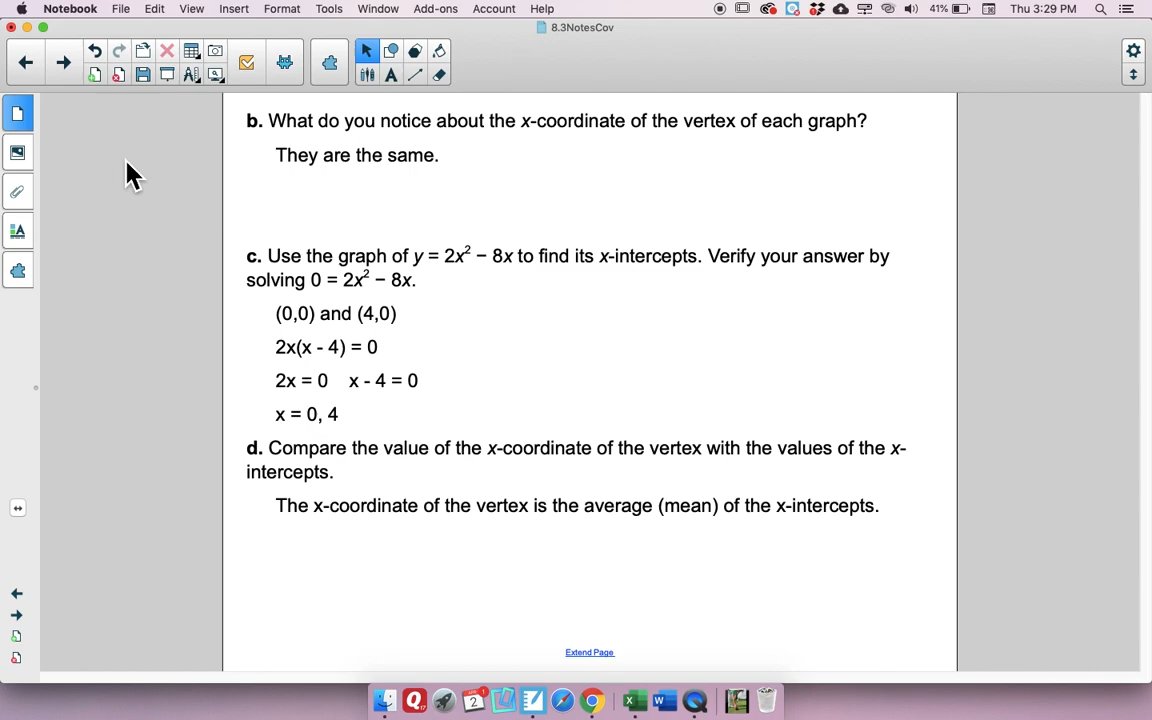 Notebook File Edit View Insert Format Tools Window Add-ons Account Help 41% Thu 3:29 PM
8.3NotesCov
b. What do you notice about the x-coordinate of the vertex of each graph?
They are the same.
c. Use the graph of y = 2x² − 8x to find its x-intercepts. Verify your answer by
solving 0 = 2x² − 8x.
(0,0) and (4,0)
2x(x - 4) = 0
2x = 0 x - 4 = 0
x = 0, 4
d. Compare the value of the x-coordinate of the vertex with the values of the x-
intercepts.
The x-coordinate of the vertex is the average (mean) of the x-intercepts.
Extend Page